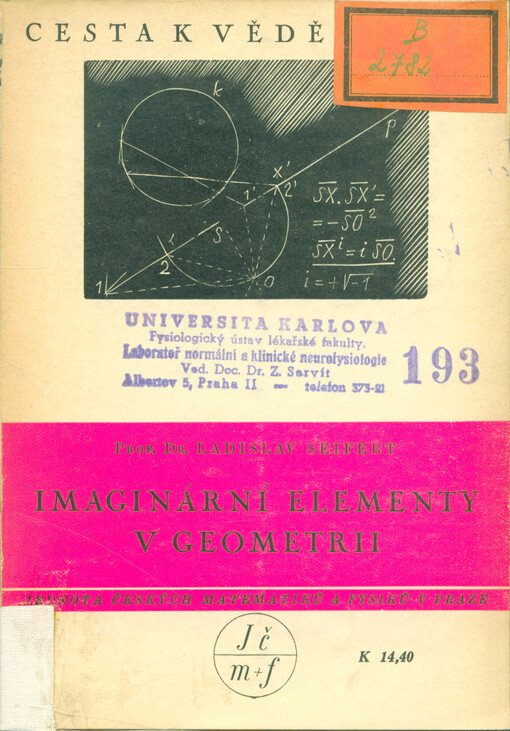 CESTA K VĚDĚ
B
2782
k
p
X'
1'
2'
S
2
1
O
SX. SX'=
=-SO²
SXⁱ=i SO.
i=+√-1
UNIVERSITA KARLOVA
Fysiologický ústav lékařské fakulty.
Laboratoř normální a klinické neurofysiologie
Ved. Doc. Dr. Z. Servít
Albertov 5, Praha II — telefon 373-21
193
PROF. DR. LADISLAV SEIFERT
IMAGINÁRNÍ ELEMENTY
V GEOMETRII
JEDNOTA ČESKÝCH MATEMATIKŮ A FYSIKŮ V PRAZE
Jč
m+f
K 14,40